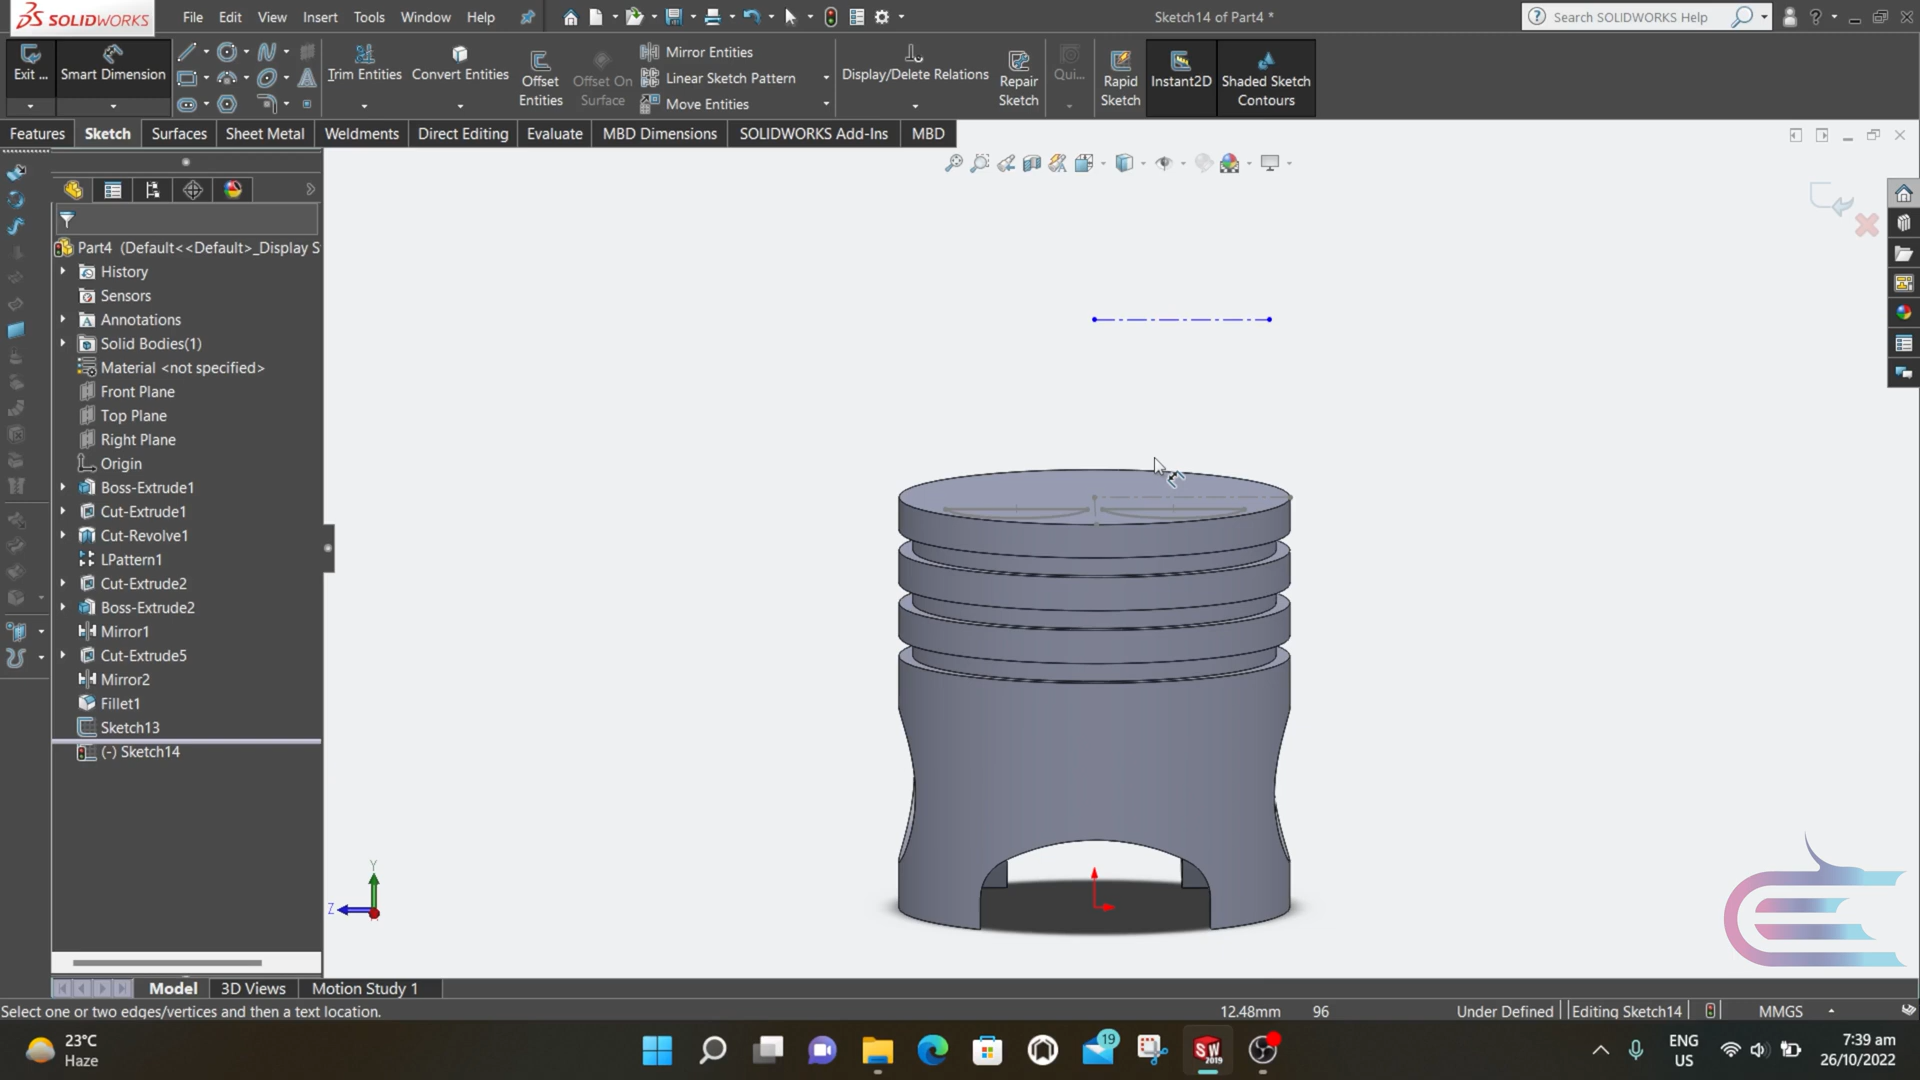 SOLIDWORKS
File Edit View Insert Tools Window Help
Sketch14 of Part4 *
Search SOLIDWORKS Help
Exit ...
Smart Dimension
Trim Entities
Convert Entities
Offset Entities
Offset On Surface
Mirror Entities
Linear Sketch Pattern
Move Entities
Display/Delete Relations
Repair Sketch
Qui...
Rapid Sketch
Instant2D
Shaded Sketch Contours
Features Sketch Surfaces Sheet Metal Weldments Direct Editing Evaluate MBD Dimensions SOLIDWORKS Add-Ins MBD
Part4 (Default<<Default>_Display S
History
Sensors
Annotations
Solid Bodies(1)
Material <not specified>
Front Plane
Top Plane
Right Plane
Origin
Boss-Extrude1
Cut-Extrude1
Cut-Revolve1
LPattern1
Cut-Extrude2
Boss-Extrude2
Mirror1
Cut-Extrude5
Mirror2
Fillet1
Sketch13
(-) Sketch14
Y
Z
Model 3D Views Motion Study 1
Select one or two edges/vertices and then a text location.
12.48mm 96 Under Defined Editing Sketch14 MMGS
23°C
Haze
19
SW
2019
ENG
US
7:39 am
26/10/2022